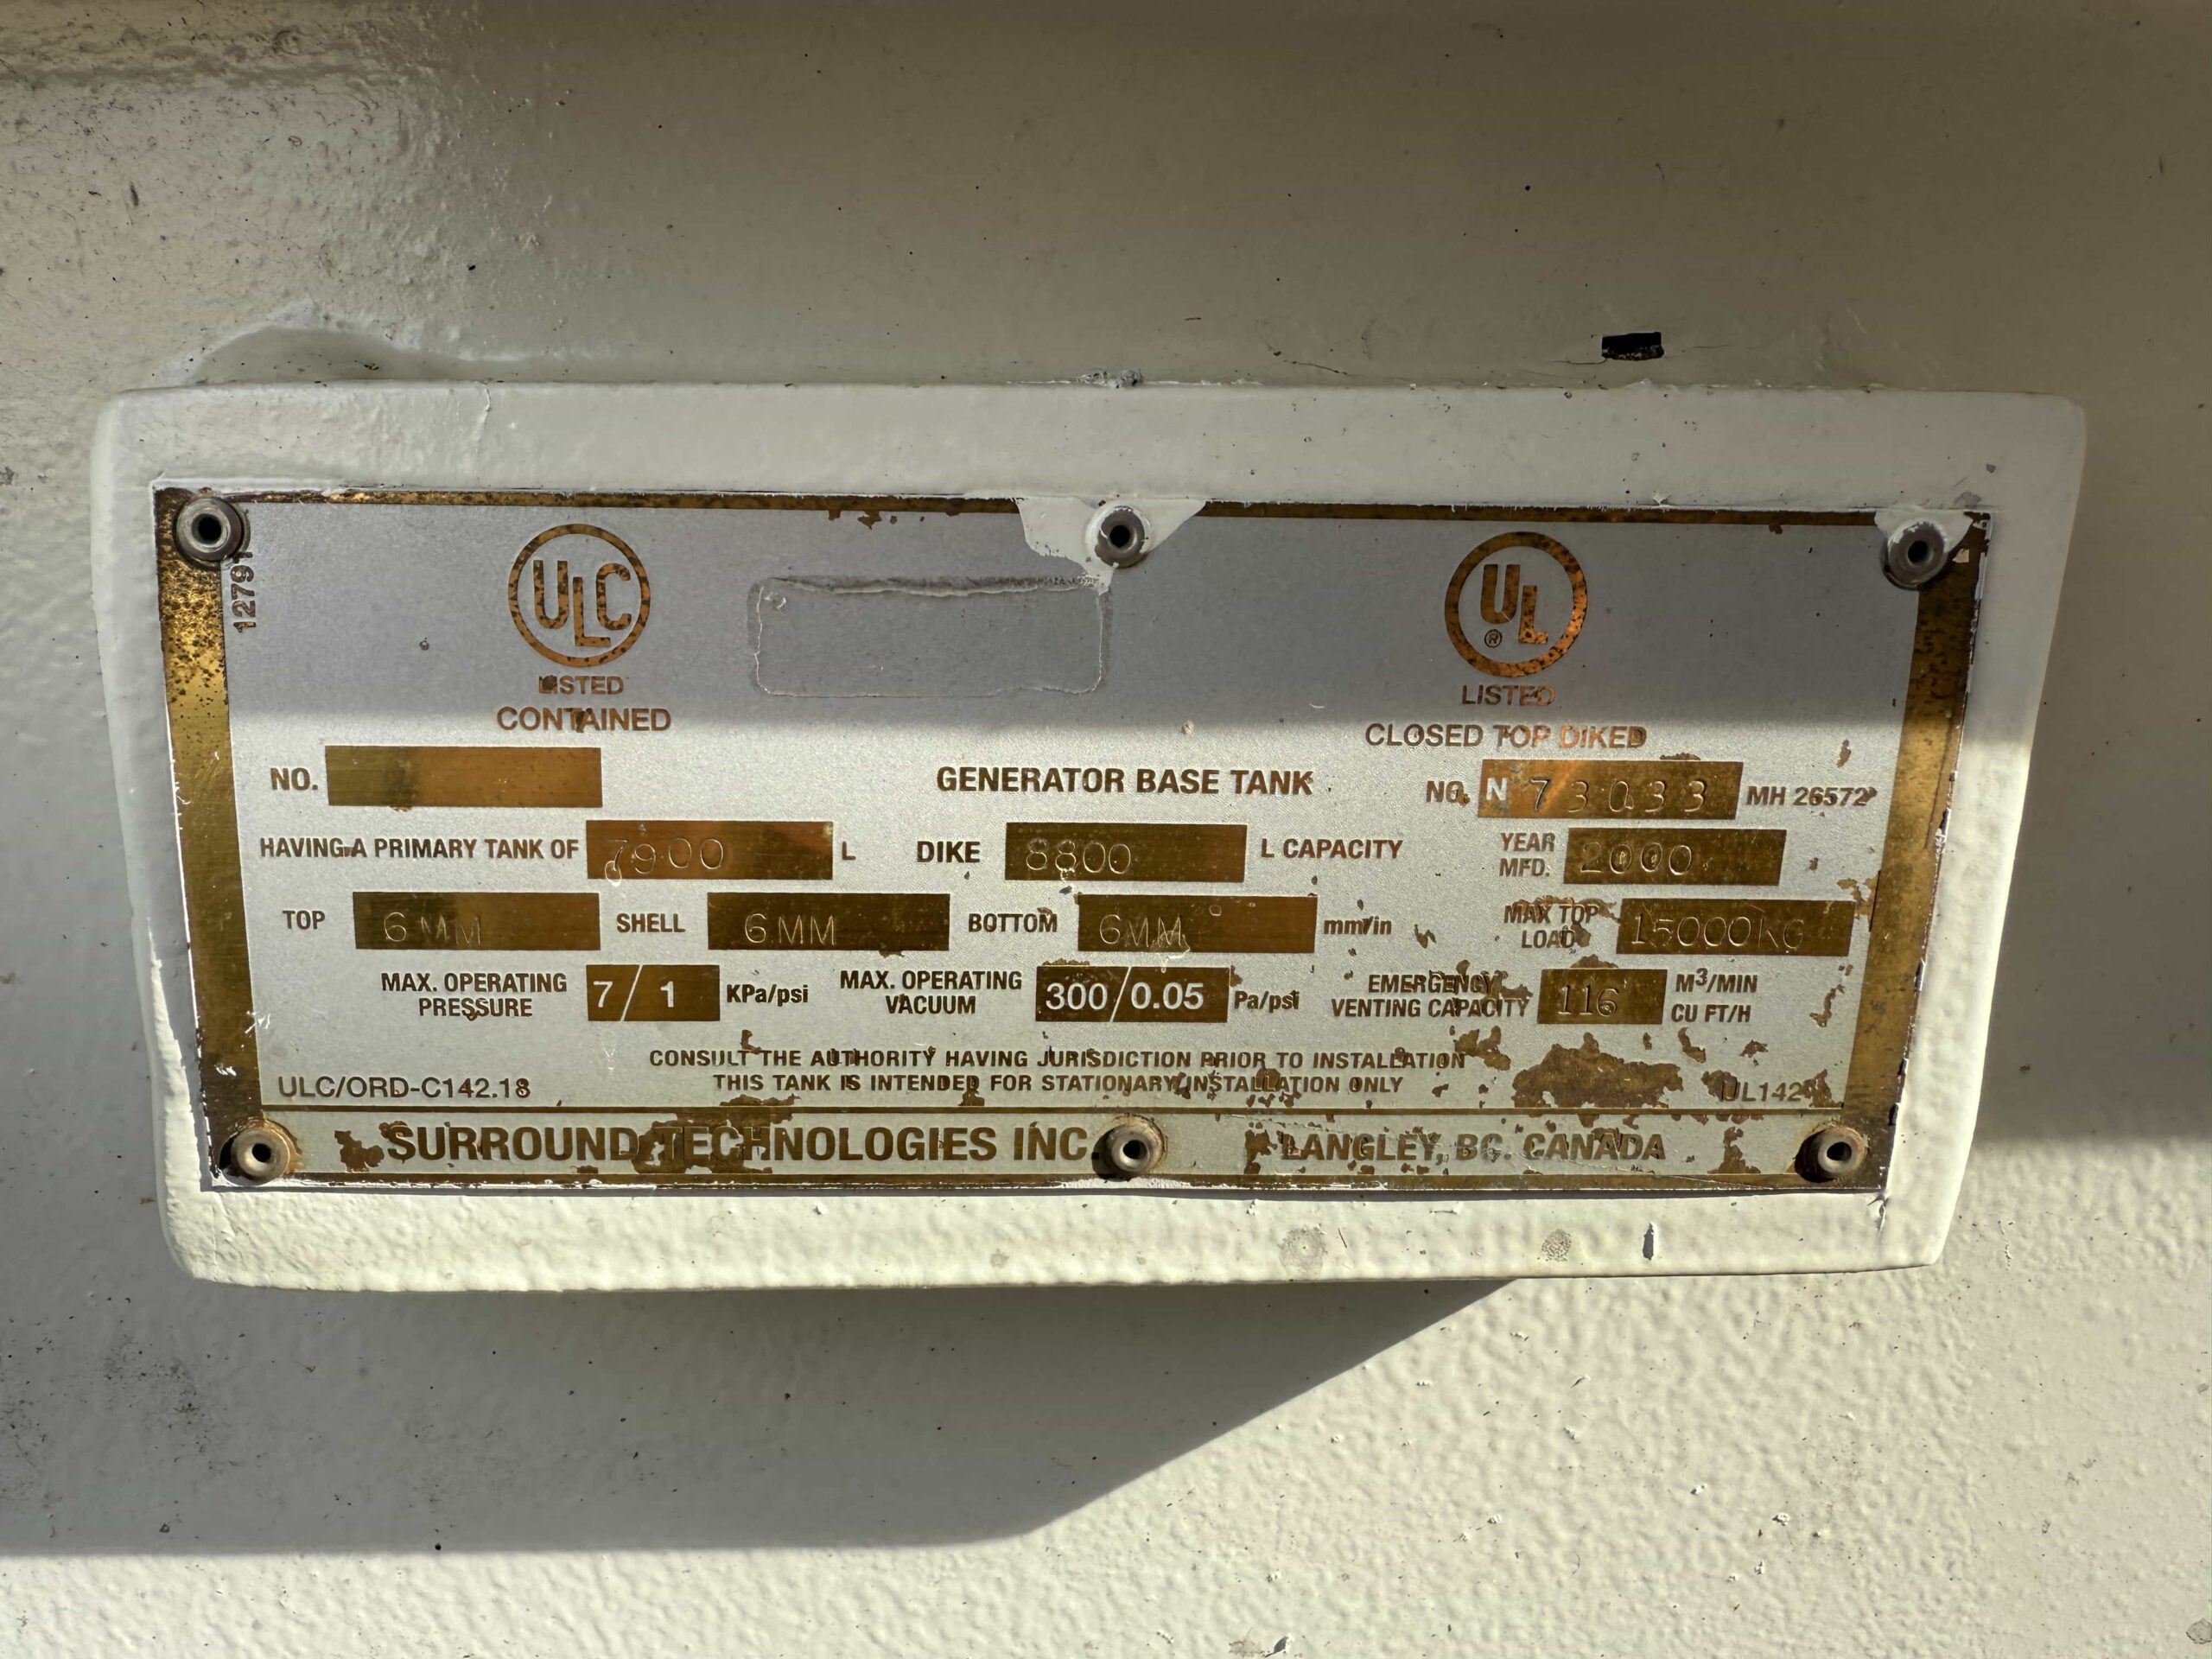 12791
ULC
LISTED
CONTAINED
UL
®
LISTED
CLOSED TOP DIKED
NO. GENERATOR BASE TANK NO. N 73033 MH 26572
HAVING A PRIMARY TANK OF 7900 L DIKE 8800 L CAPACITY YEAR MFD. 2000
TOP 6MM SHELL 6MM BOTTOM 6MM mm/in MAX TOP LOAD 15000KG
MAX. OPERATING PRESSURE 7/1 KPa/psi MAX. OPERATING VACUUM 300/0.05 Pa/psi EMERGENCY VENTING CAPACITY 116 M³/MIN CU FT/H
CONSULT THE AUTHORITY HAVING JURISDICTION PRIOR TO INSTALLATION
THIS TANK IS INTENDED FOR STATIONARY INSTALLATION ONLY
ULC/ORD-C142.18 UL142
SURROUND TECHNOLOGIES INC. LANGLEY, BC. CANADA